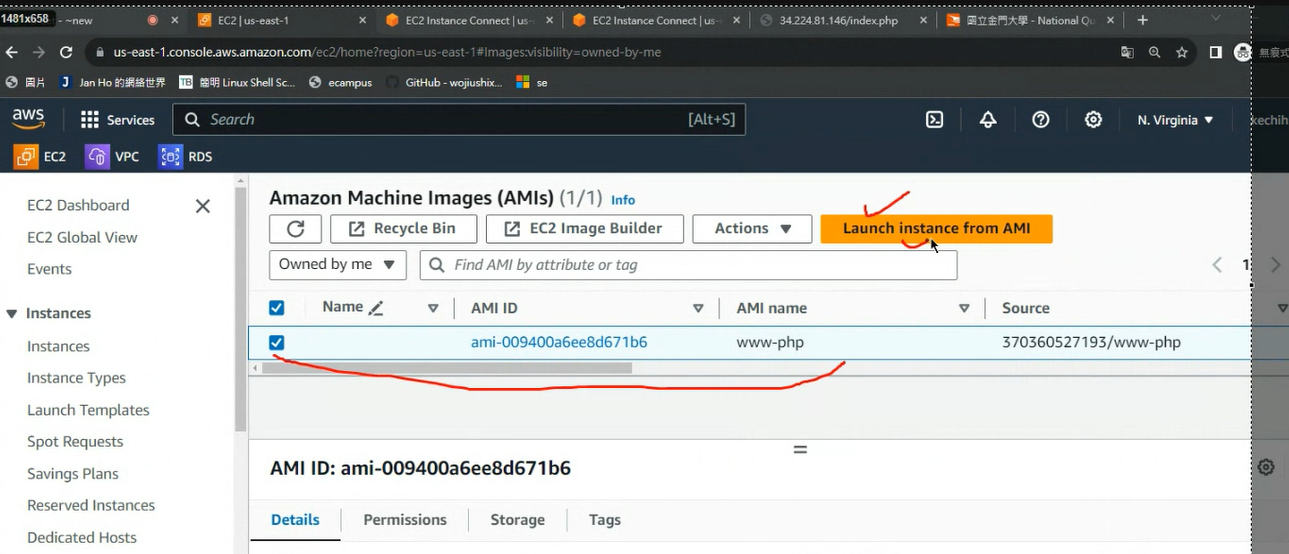 1481x658
~new
EC2 | us-east-1
EC2 Instance Connect | us-
EC2 Instance Connect | us-
34.224.81.146/index.php
國立金門大學 - National Qu
us-east-1.console.aws.amazon.com/ec2/home?region=us-east-1#Images:visibility=owned-by-me
無痕式
圖片
Jan Ho 的網絡世界
TB
簡明 Linux Shell Sc...
ecampus
GitHub - wojiushix...
se
aws
Services
Search
[Alt+S]
N. Virginia
kechih
EC2
VPC
RDS
EC2 Dashboard
EC2 Global View
Events
Instances
Instances
Instance Types
Launch Templates
Spot Requests
Savings Plans
Reserved Instances
Dedicated Hosts
Amazon Machine Images (AMIs) (1/1) Info
Recycle Bin
EC2 Image Builder
Actions
Launch instance from AMI
Owned by me
Find AMI by attribute or tag
1
Name
AMI ID
AMI name
Source
ami-009400a6ee8d671b6
www-php
370360527193/www-php
AMI ID: ami-009400a6ee8d671b6
Details
Permissions
Storage
Tags